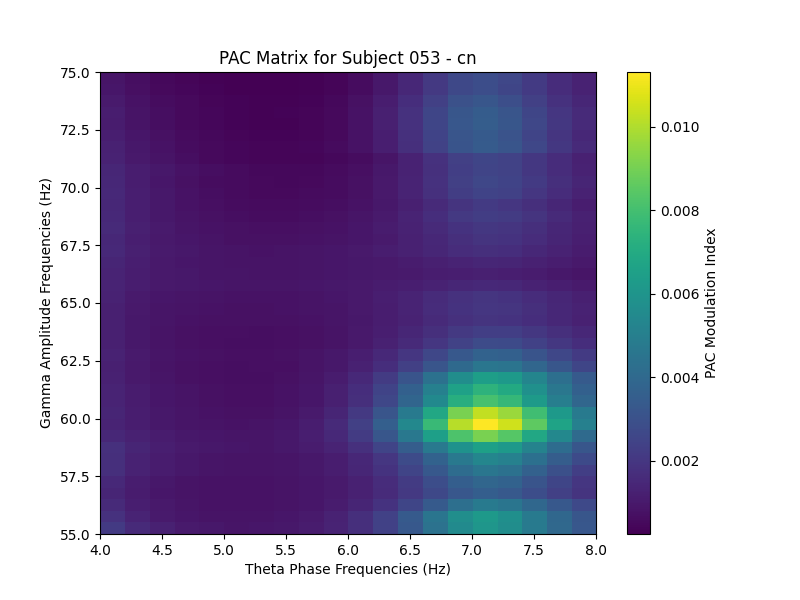 PAC Matrix for Subject 053 - cn
75.0
72.5
70.0
67.5
65.0
62.5
60.0
57.5
55.0
Gamma Amplitude Frequencies (Hz)
4.0 4.5 5.0 5.5 6.0 6.5 7.0 7.5 8.0
Theta Phase Frequencies (Hz)
0.010
0.008
0.006
0.004
0.002
PAC Modulation Index